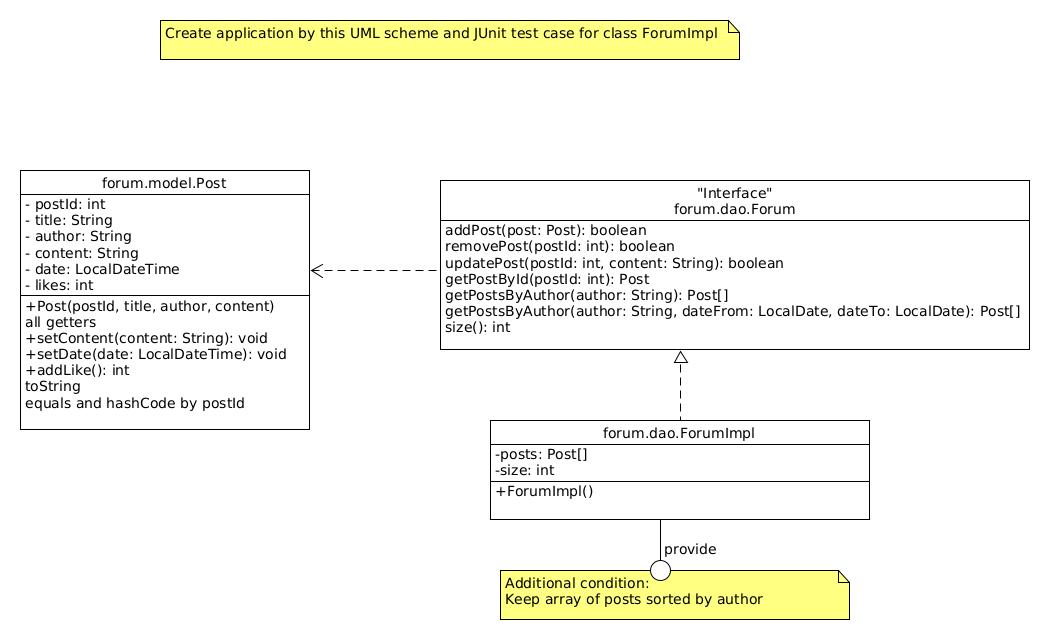 Create application by this UML scheme and JUnit test case for class ForumImpl
forum.model.Post
- postId: int
- title: String
- author: String
- content: String
- date: LocalDateTime
- likes: int
+Post(postId, title, author, content)
all getters
+setContent(content: String): void
+setDate(date: LocalDateTime): void
+addLike(): int
toString
equals and hashCode by postId
"Interface"
forum.dao.Forum
addPost(post: Post): boolean
removePost(postId: int): boolean
updatePost(postId: int, content: String): boolean
getPostById(postId: int): Post
getPostsByAuthor(author: String): Post[]
getPostsByAuthor(author: String, dateFrom: LocalDate, dateTo: LocalDate): Post[]
size(): int
forum.dao.ForumImpl
-posts: Post[]
-size: int
+ForumImpl()
provide
Additional condition:
Keep array of posts sorted by author